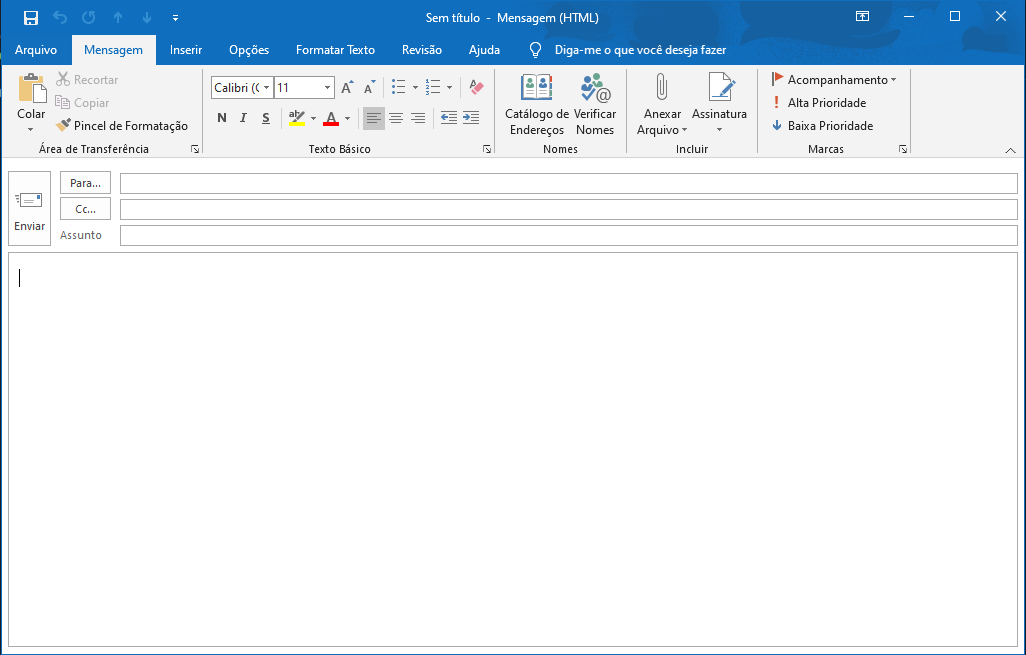 Sem título - Mensagem (HTML)
Arquivo Mensagem Inserir Opções Formatar Texto Revisão Ajuda Diga-me o que você deseja fazer
Colar
Recortar
Copiar
Pincel de Formatação
Área de Transferência
Calibri (C 11
N I S
Texto Básico
Catálogo de Endereços
Verificar Nomes
Nomes
Anexar Arquivo
Assinatura
Incluir
Acompanhamento
Alta Prioridade
Baixa Prioridade
Marcas
Enviar
Para...
Cc...
Assunto